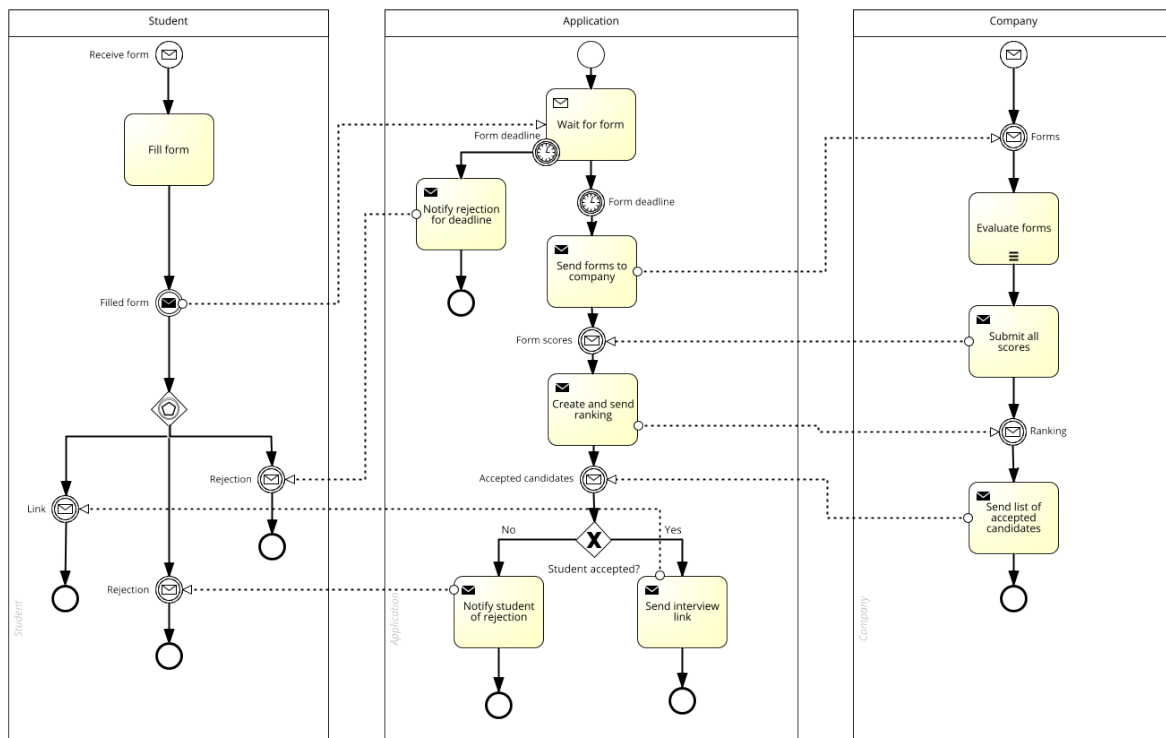 Student
Application
Company
Receive form
Fill form
Filled form
Link
Rejection
Rejection
Student
Wait for form
Form deadline
Notify rejection
for deadline
Form deadline
Send forms to
company
Form scores
Create and send
ranking
Accepted candidates
No
Yes
Student accepted?
Notify student
of rejection
Send interview
link
Application
Forms
Evaluate forms
Submit all
scores
Ranking
Send list of
accepted
candidates
Company